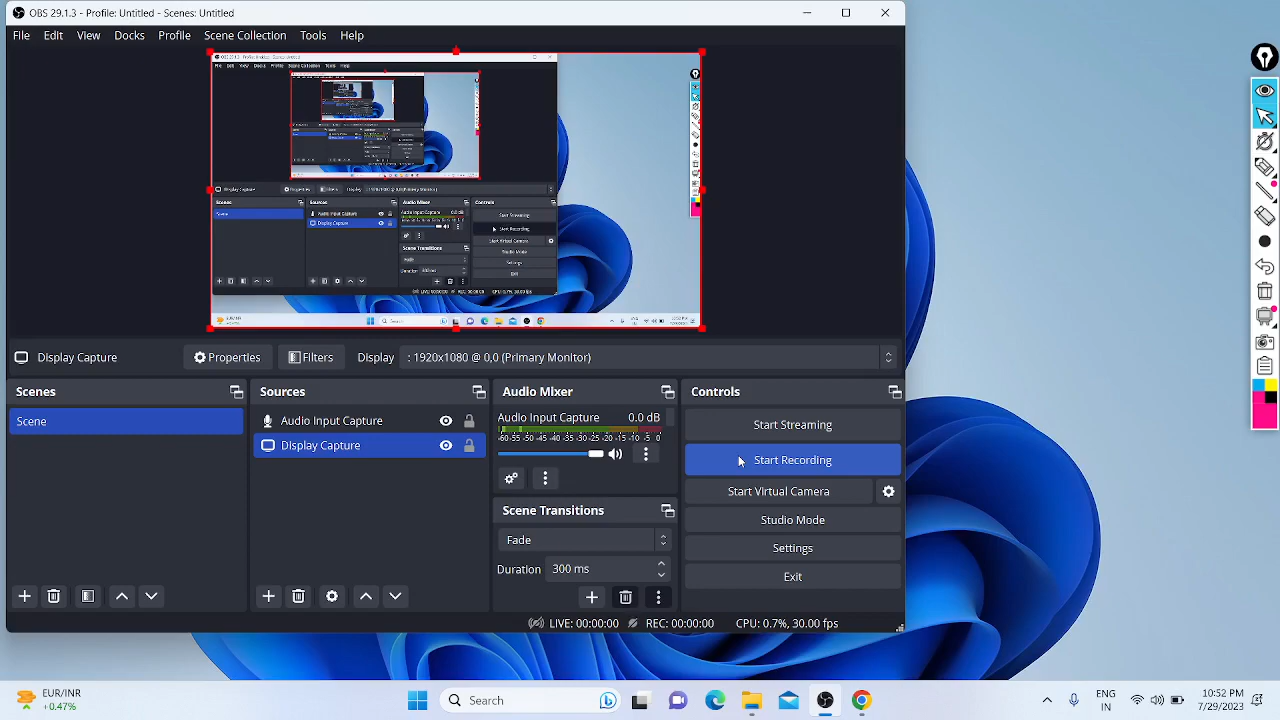 OBS 29.1.3 - Profile: Untitled - Scenes: Untitled
File Edit View Docks Profile Scene Collection Tools Help
Display Capture Properties Filters Display : 1920x1080 @ 0.0 (Primary Monitor)
Scenes
Scene
Sources
Audio Input Capture
Display Capture
Audio Mixer
Audio Input Capture 0.0 dB
-60 -55 -50 -45 -40 -35 -30 -25 -20 -15 -10 -5 0
Scene Transitions
Fade
Duration 300 ms
Controls
Start Streaming
Start Recording
Start Virtual Camera
Studio Mode
Settings
Exit
LIVE: 00:00:00 REC: 00:00:00 CPU: 0.7%, 30.00 fps
EUR/INR
+0.47%
Search
ENG
IN
10:52 PM
7/29/2023